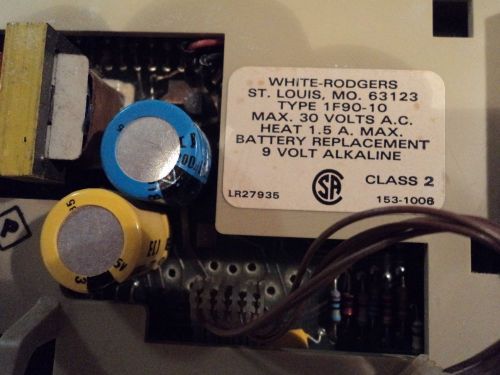 WHITE-RODGERS
ST. LOUIS, MO. 63123
TYPE 1F90-10
MAX. 30 VOLTS A.C.
HEAT 1.5 A. MAX.
BATTERY REPLACEMENT
9 VOLT ALKALINE
LR27935
SA
CLASS 2
153-1006
P